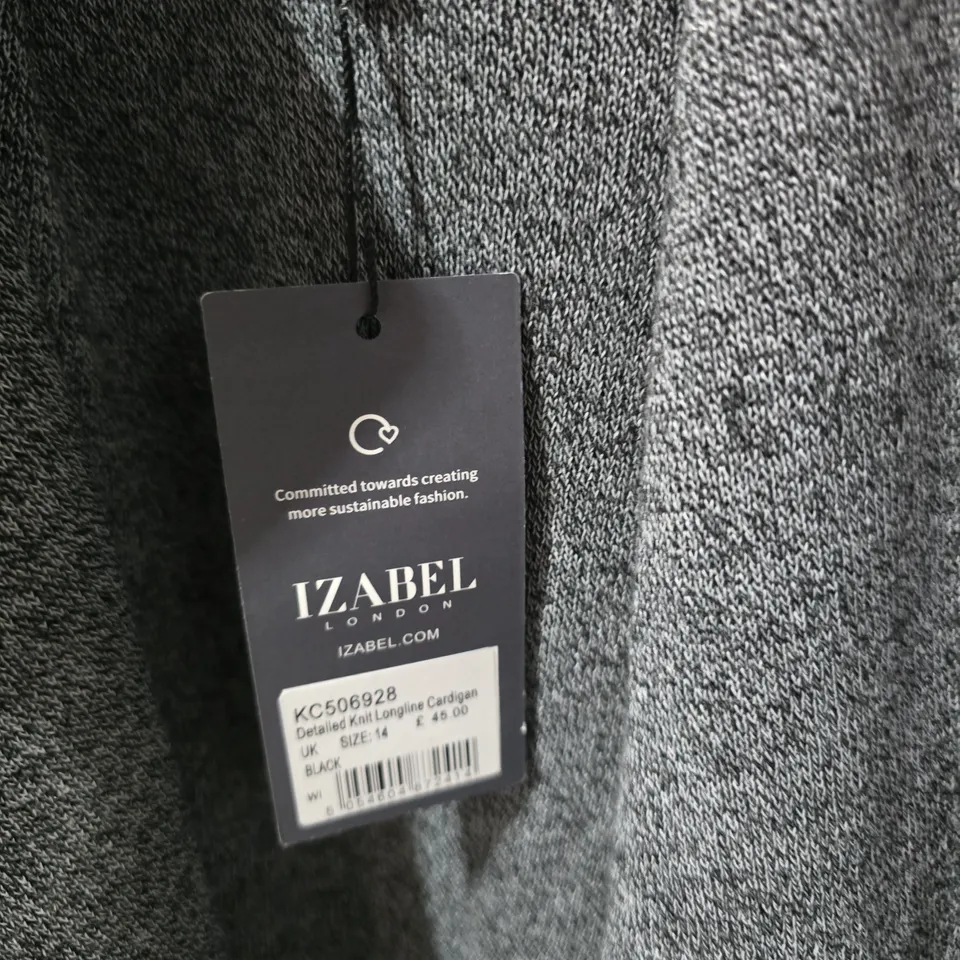 Committed towards creating
more sustainable fashion.
IZABEL
LONDON
IZABEL.COM
KC506928
Detailed Knit Longline Cardigan
UK SIZE: 14 £ 45.00
BLACK
WI